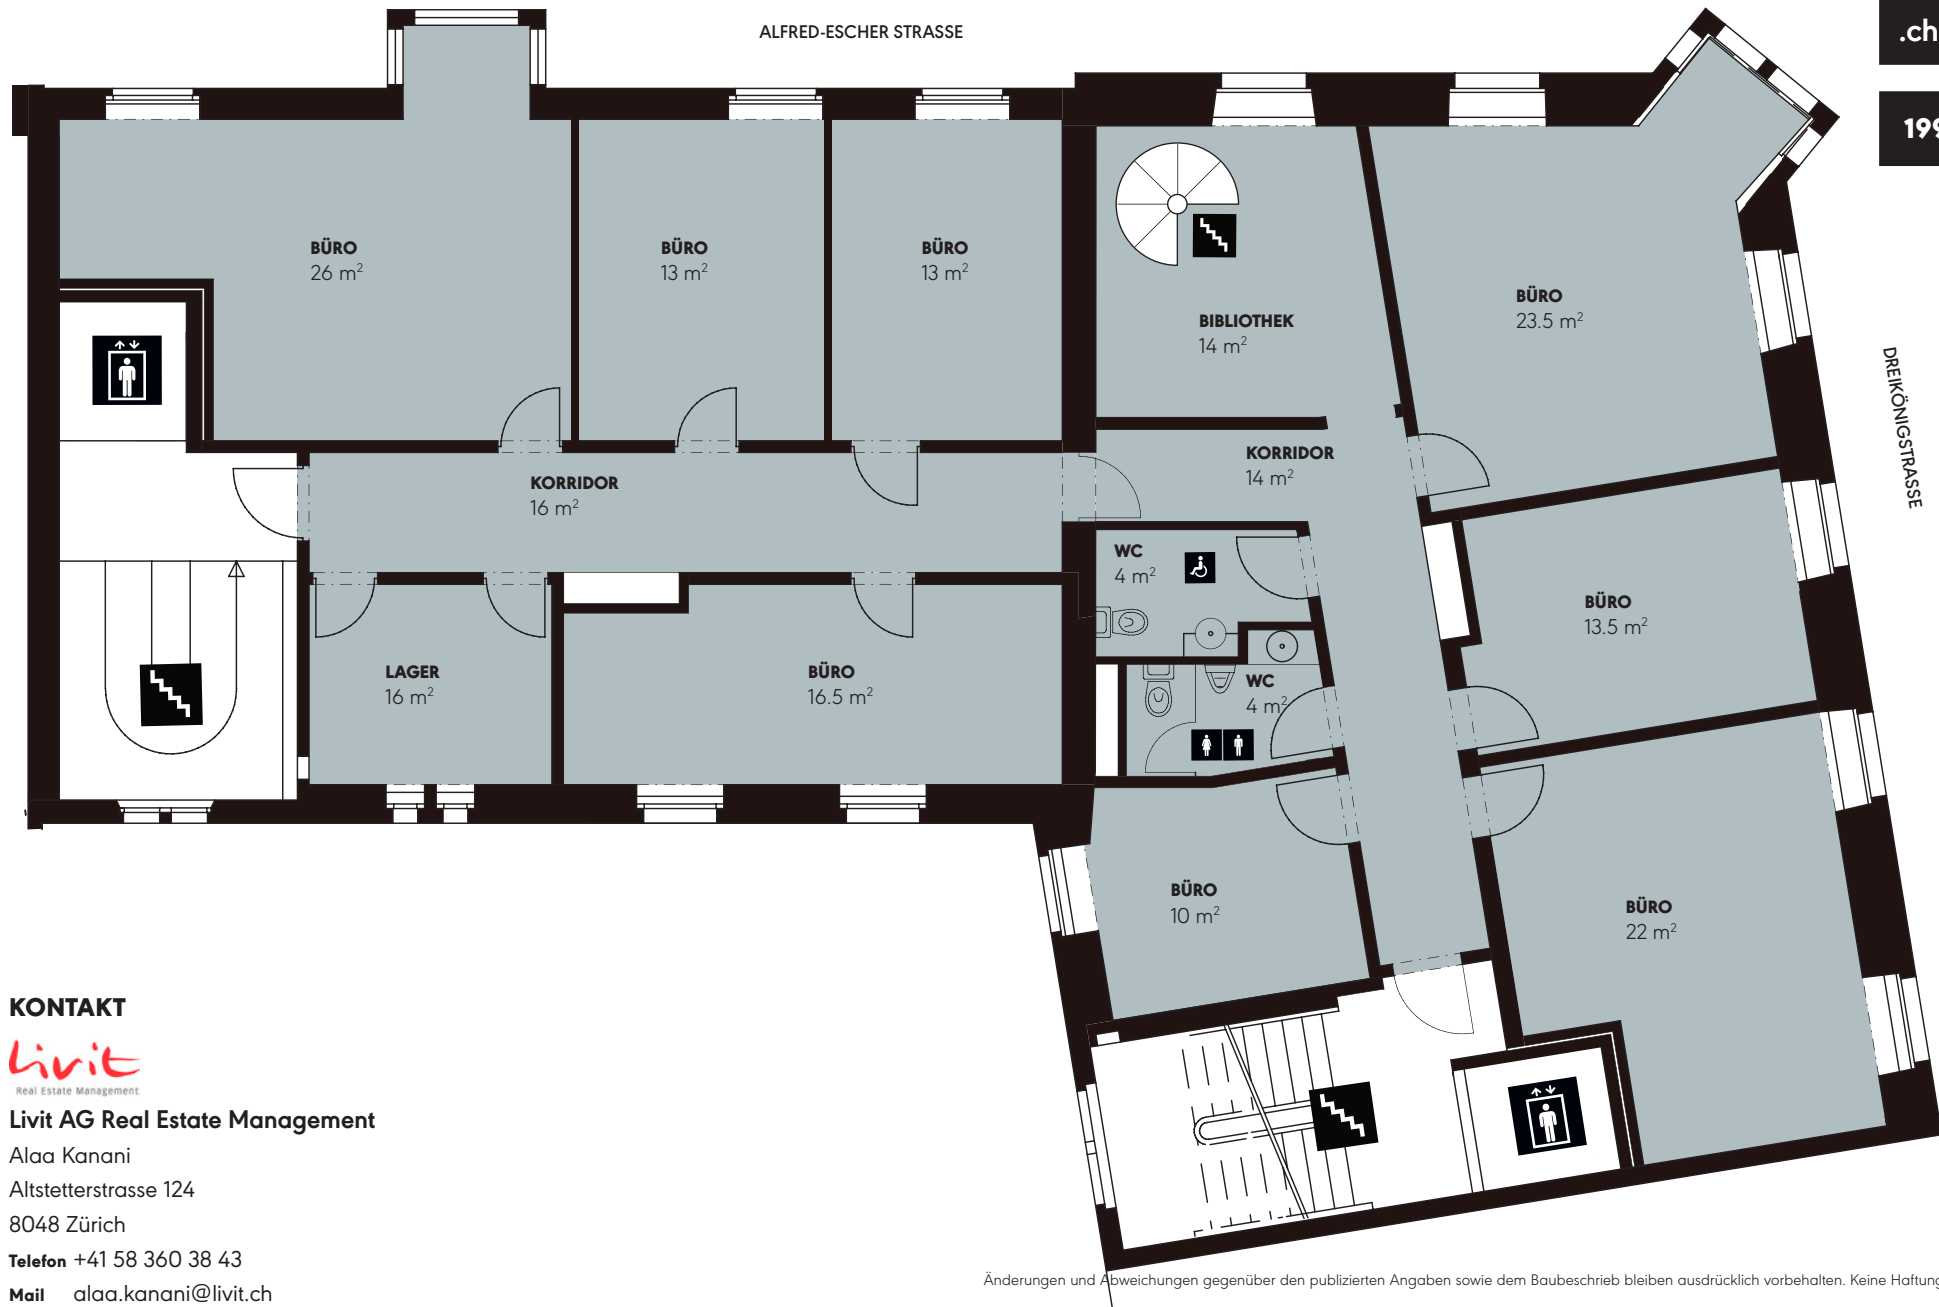 ALFRED-ESCHER STRASSE
.ch
199
BÜRO
26 m²
BÜRO
13 m²
BÜRO
13 m²
BIBLIOTHEK
14 m²
BÜRO
23.5 m²
DREIKÖNIGSTRASSE
KORRIDOR
16 m²
KORRIDOR
14 m²
WC
4 m²
BÜRO
13.5 m²
LAGER
16 m²
BÜRO
16.5 m²
WC
4 m²
BÜRO
10 m²
BÜRO
22 m²
KONTAKT
Livit
Real Estate Management
Livit AG Real Estate Management
Alaa Kanani
Altstetterstrasse 124
8048 Zürich
Telefon +41 58 360 38 43
Mail alaa.kanani@livit.ch
Änderungen und Abweichungen gegenüber den publizierten Angaben sowie dem Baubeschrieb bleiben ausdrücklich vorbehalten. Keine Haftung